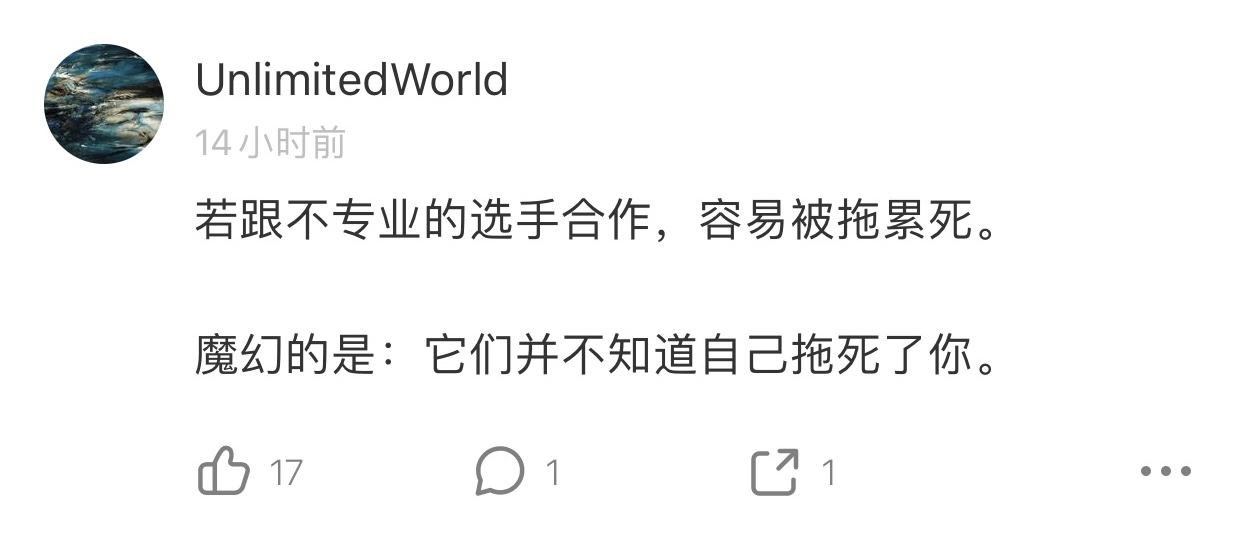 UnlimitedWorld
14 小时前
若跟不专业的选手合作，容易被拖累死。
魔幻的是：它们并不知道自己拖死了你。
17 1 1